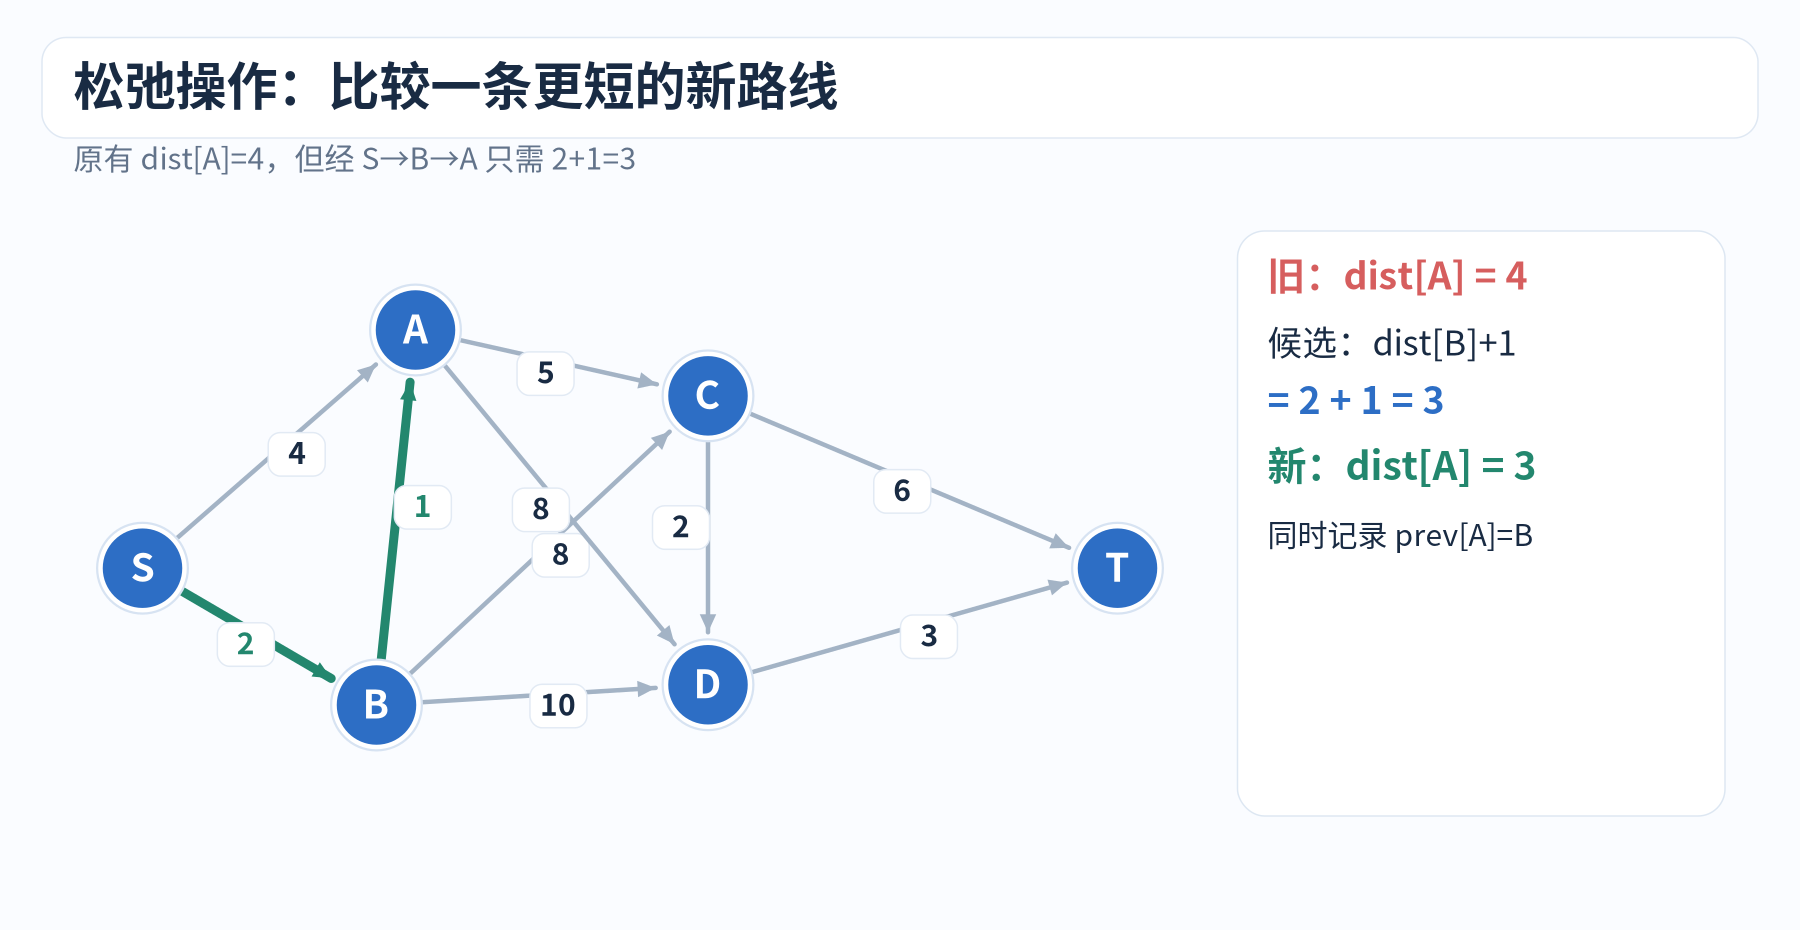 松弛操作：比较一条更短的新路线
原有 dist[A]=4，但经 S→B→A 只需 2+1=3
旧：dist[A] = 4
候选：dist[B]+1
= 2 + 1 = 3
新：dist[A] = 3
同时记录 prev[A]=B
A
5
C
4
1
8
8
2
6
S
T
2
3
B
10
D